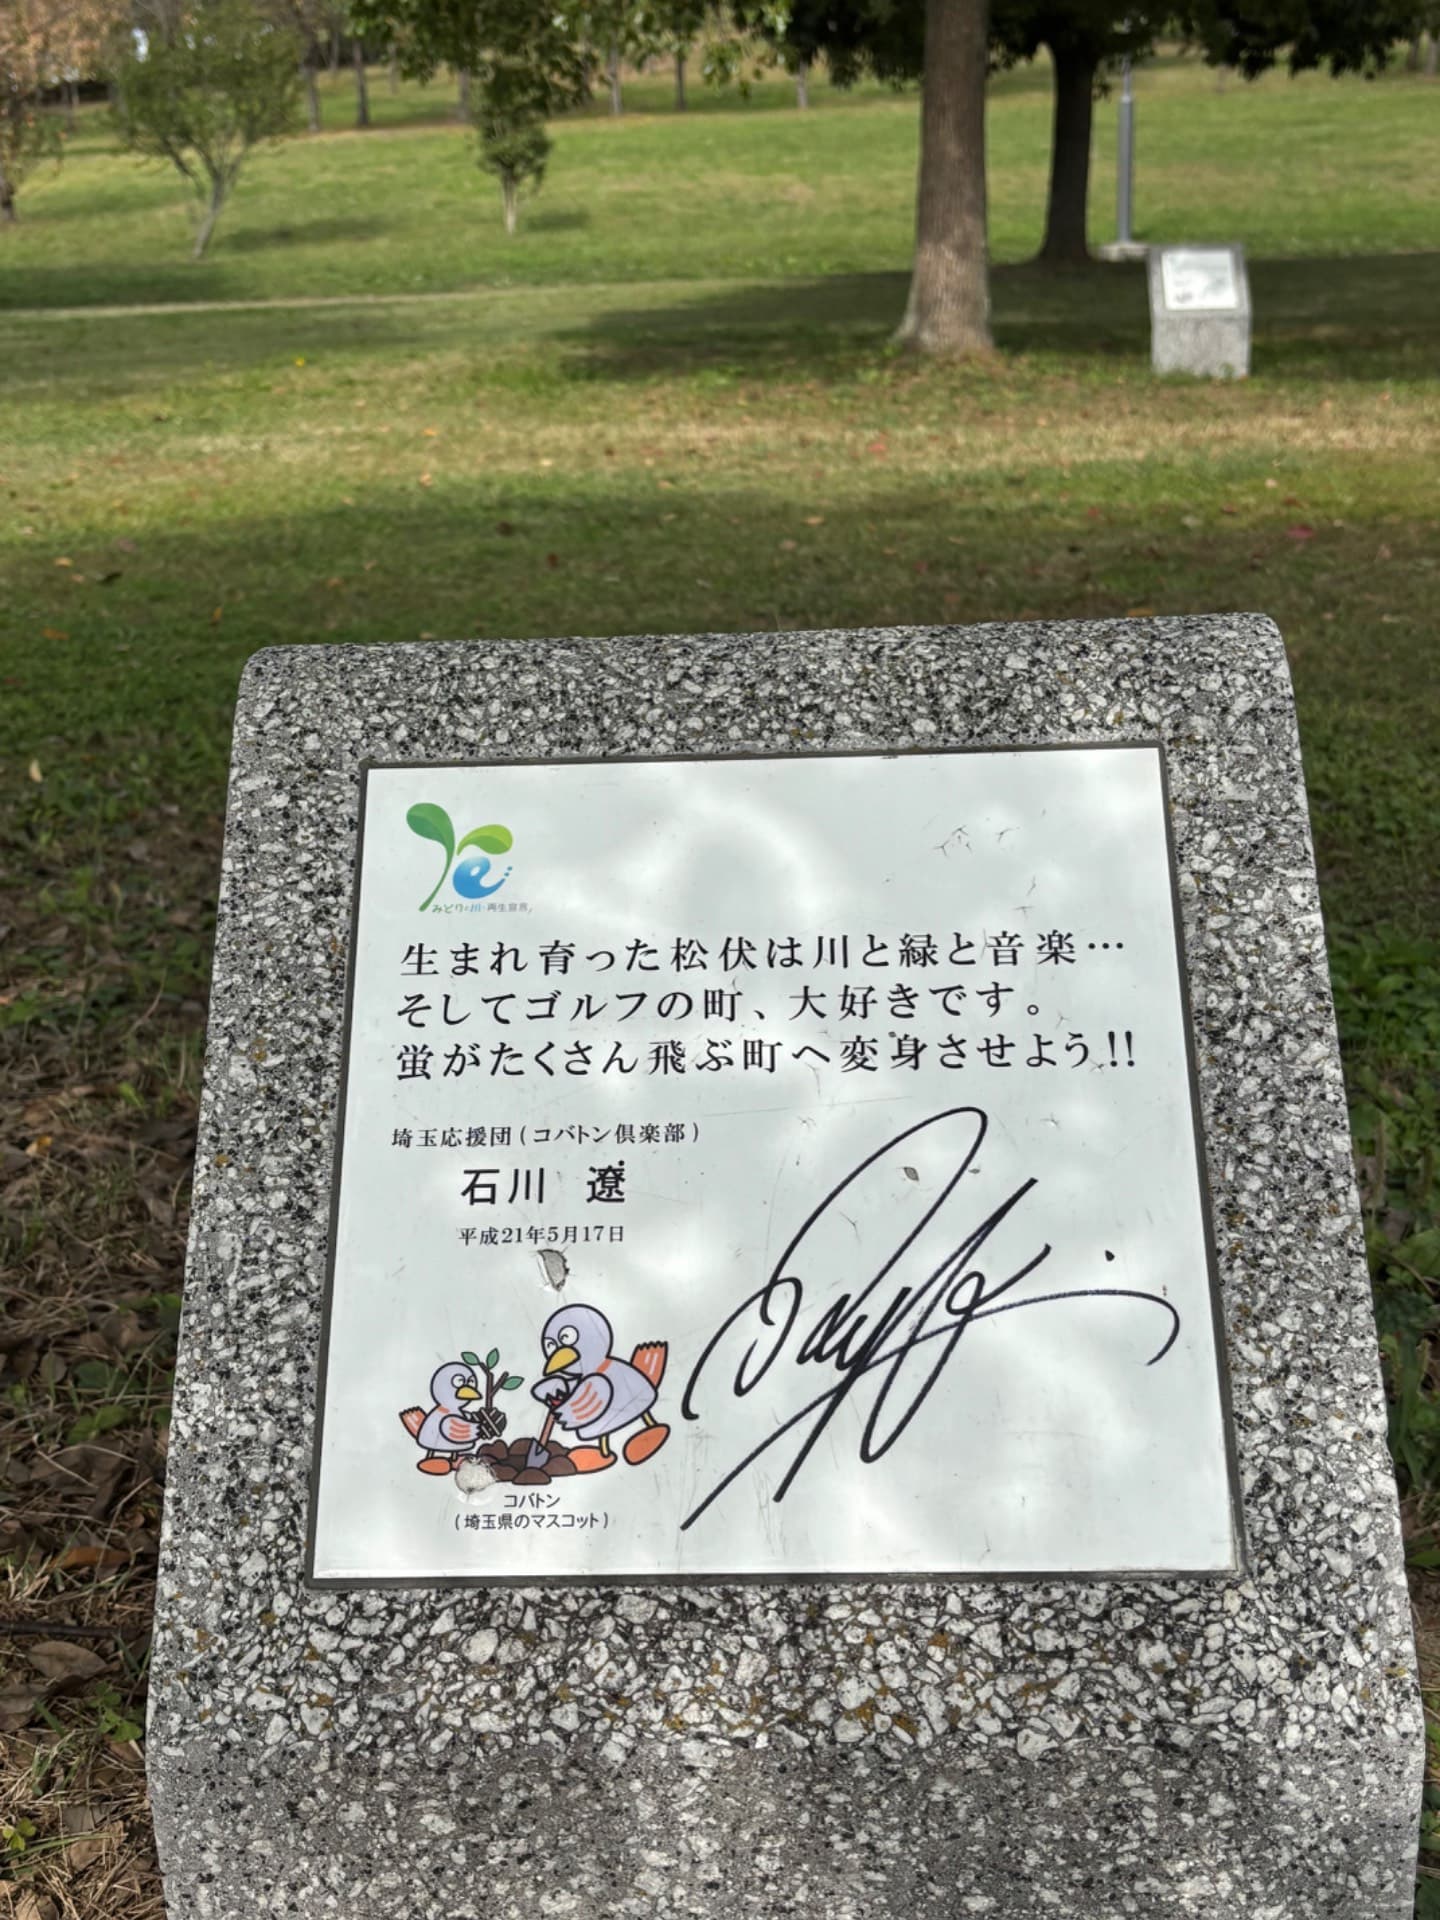 みどりと川の再生宣言!
生まれ育った松伏は川と緑と音楽…
そしてゴルフの町、大好きです。
蛍がたくさん飛ぶ町へ変身させよう!!
埼玉応援団(コバトン倶楽部)
石川 遼
平成21年5月17日
コバトン
(埼玉県のマスコット)